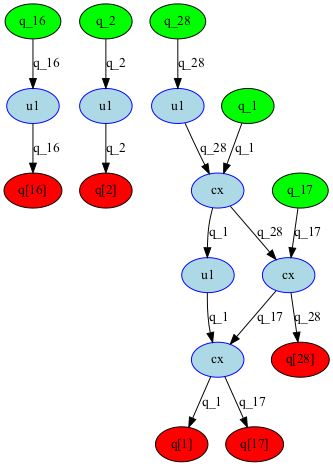 q_16 q_2 q_28
q_16 q_2 q_28
u1 u1 u1 q_1
q_16 q_2 q_28 q_1
q[16] q[2] cx q_17
q_1 q_28 q_17
u1 cx
q_1 q_17 q_28
cx q[28]
q_1 q_17
q[1] q[17]